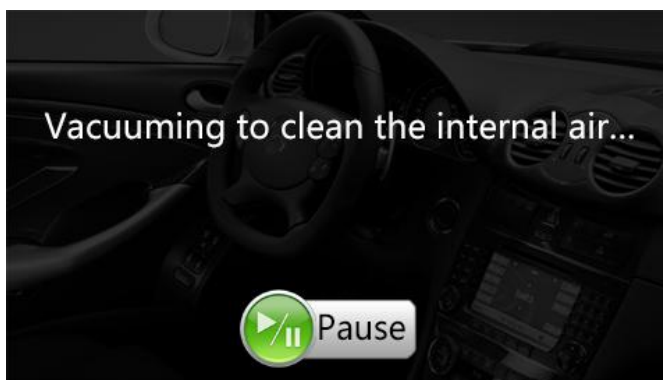 Vacuuming to clean the internal air...
Pause